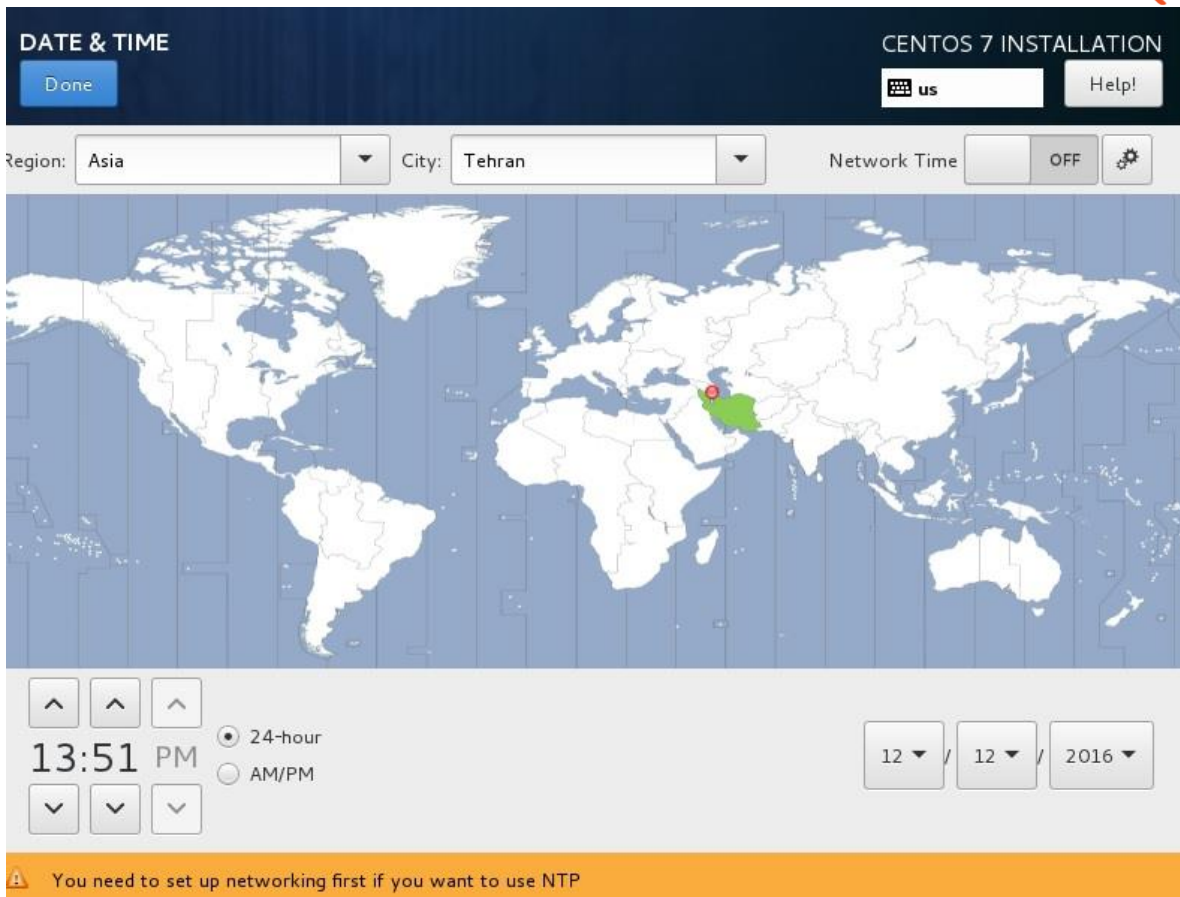 DATE & TIME
CENTOS 7 INSTALLATION
Done
us
Help!
Region: Asia
City: Tehran
Network Time OFF
13:51 PM
24-hour
AM/PM
12 / 12 / 2016
You need to set up networking first if you want to use NTP